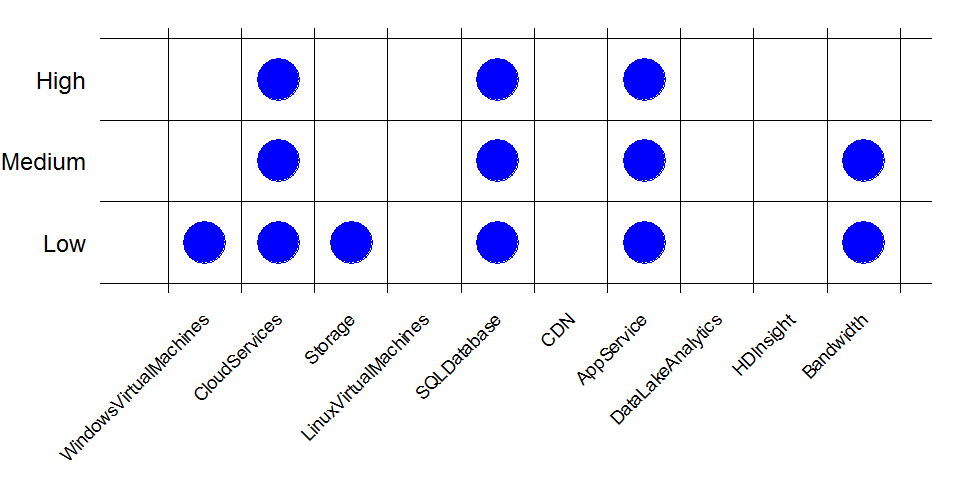 High
Medium
Low
WindowsVirtualMachines
CloudServices
Storage
LinuxVirtualMachines
SQLDatabase
CDN
AppService
DataLakeAnalytics
HDInsight
Bandwidth